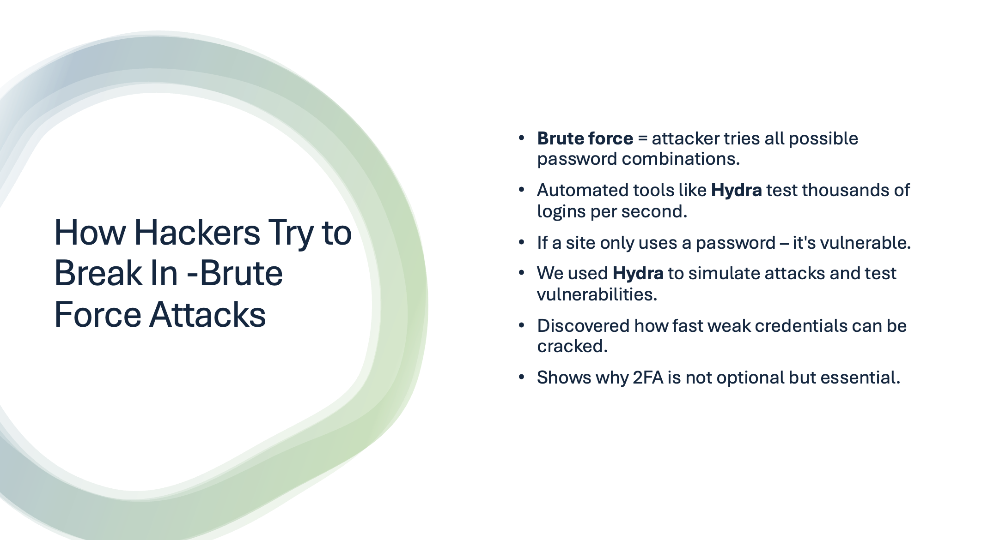 How Hackers Try to
Break In -Brute
Force Attacks
• Brute force = attacker tries all possible
password combinations.
• Automated tools like Hydra test thousands of
logins per second.
• If a site only uses a password – it's vulnerable.
• We used Hydra to simulate attacks and test
vulnerabilities.
• Discovered how fast weak credentials can be
cracked.
• Shows why 2FA is not optional but essential.